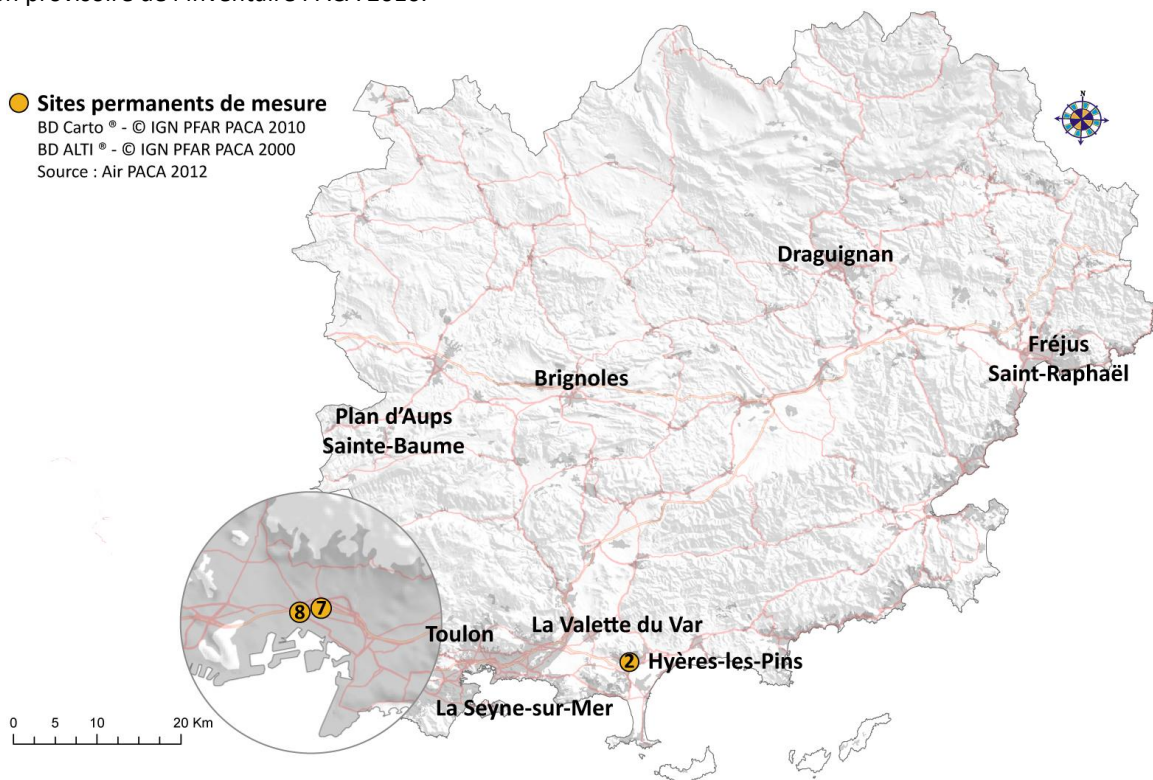 Sites permanents de mesure
BD Carto ® - © IGN PFAR PACA 2010
BD ALTI ® - © IGN PFAR PACA 2000
Source : Air PACA 2012
N
Draguignan
Fréjus
Saint-Raphaël
Brignoles
Plan d'Aups
Sainte-Baume
8 7
La Valette du Var
Toulon
2 Hyères-les-Pins
La Seyne-sur-Mer
0 5 10 20 Km